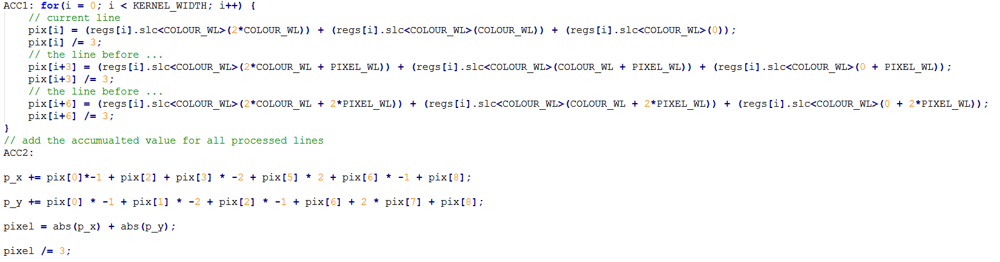 ACC1: for(i = 0; i < KERNEL_WIDTH; i++) {
// current line
pix[i] = (regs[i].slc<COLOUR_WL>(2*COLOUR_WL)) + (regs[i].slc<COLOUR_WL>(COLOUR_WL)) + (regs[i].slc<COLOUR_WL>(0));
pix[i] /= 3;
// the line before ...
pix[i+3] = (regs[i].slc<COLOUR_WL>(2*COLOUR_WL + PIXEL_WL)) + (regs[i].slc<COLOUR_WL>(COLOUR_WL + PIXEL_WL)) + (regs[i].slc<COLOUR_WL>(0 + PIXEL_WL));
pix[i+3] /= 3;
// the line before ...
pix[i+6] = (regs[i].slc<COLOUR_WL>(2*COLOUR_WL + 2*PIXEL_WL)) + (regs[i].slc<COLOUR_WL>(COLOUR_WL + 2*PIXEL_WL)) + (regs[i].slc<COLOUR_WL>(0 + 2*PIXEL_WL));
pix[i+6] /= 3;
}
// add the accumualted value for all processed lines
ACC2:
p_x += pix[0]*-1 + pix[2] + pix[3] * -2 + pix[5] * 2 + pix[6] * -1 + pix[8];
p_y += pix[0] * -1 + pix[1] * -2 + pix[2] * -1 + pix[6] + 2 * pix[7] + pix[8];
pixel = abs(p_x) + abs(p_y);
pixel /= 3;